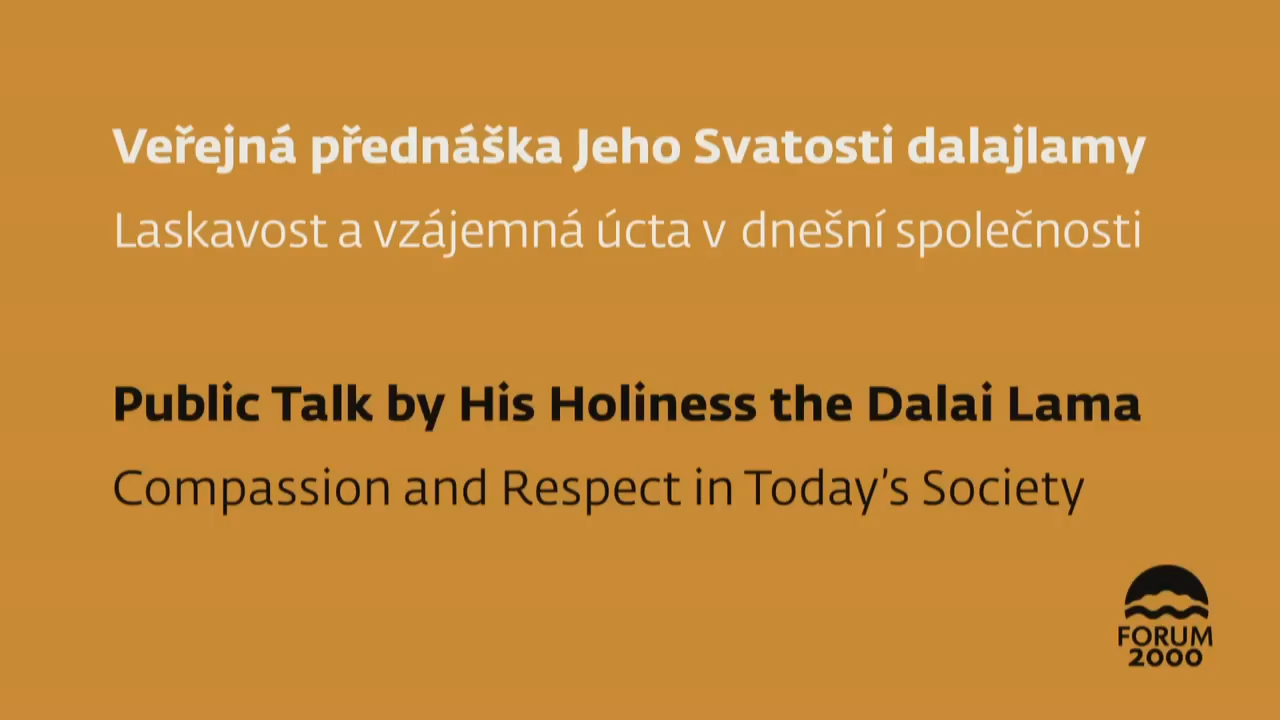 Veřejná přednáška Jeho Svatosti dalajlamy
Laskavost a vzájemná úcta v dnešní společnosti
Public Talk by His Holiness the Dalai Lama
Compassion and Respect in Today’s Society
FORUM
2000